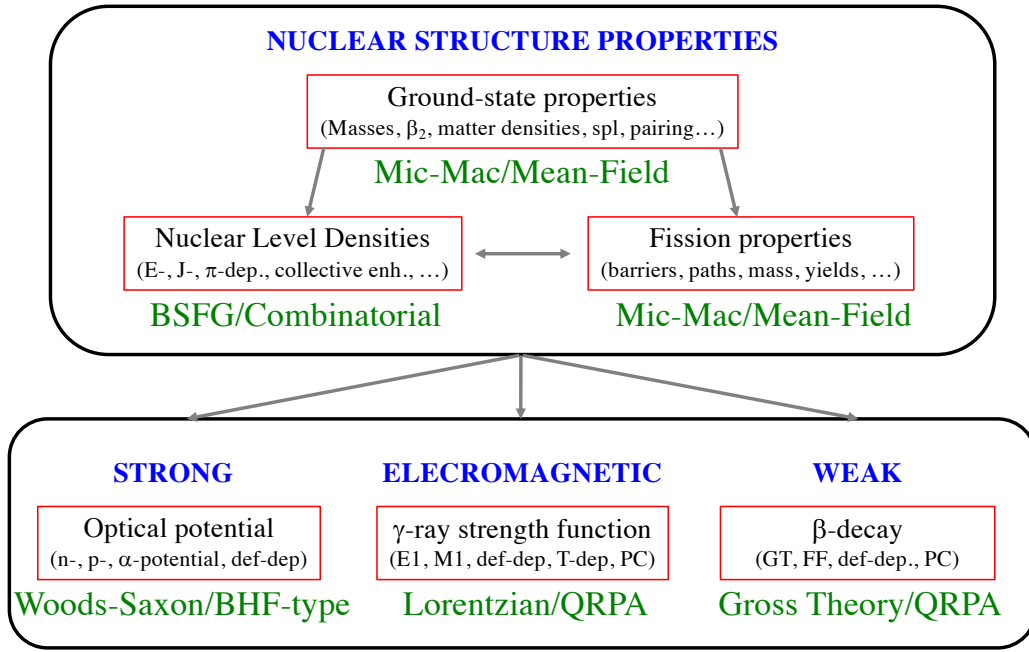 NUCLEAR STRUCTURE PROPERTIES
Ground-state properties
(Masses, β₂, matter densities, spl, pairing…)
Mic-Mac/Mean-Field
Nuclear Level Densities
(E-, J-, π-dep., collective enh., …)
BSFG/Combinatorial
Fission properties
(barriers, paths, mass, yields, …)
Mic-Mac/Mean-Field
STRONG
Optical potential
(n-, p-, α-potential, def-dep)
Woods-Saxon/BHF-type
ELECROMAGNETIC
γ-ray strength function
(E1, M1, def-dep, T-dep, PC)
Lorentzian/QRPA
WEAK
β-decay
(GT, FF, def-dep., PC)
Gross Theory/QRPA